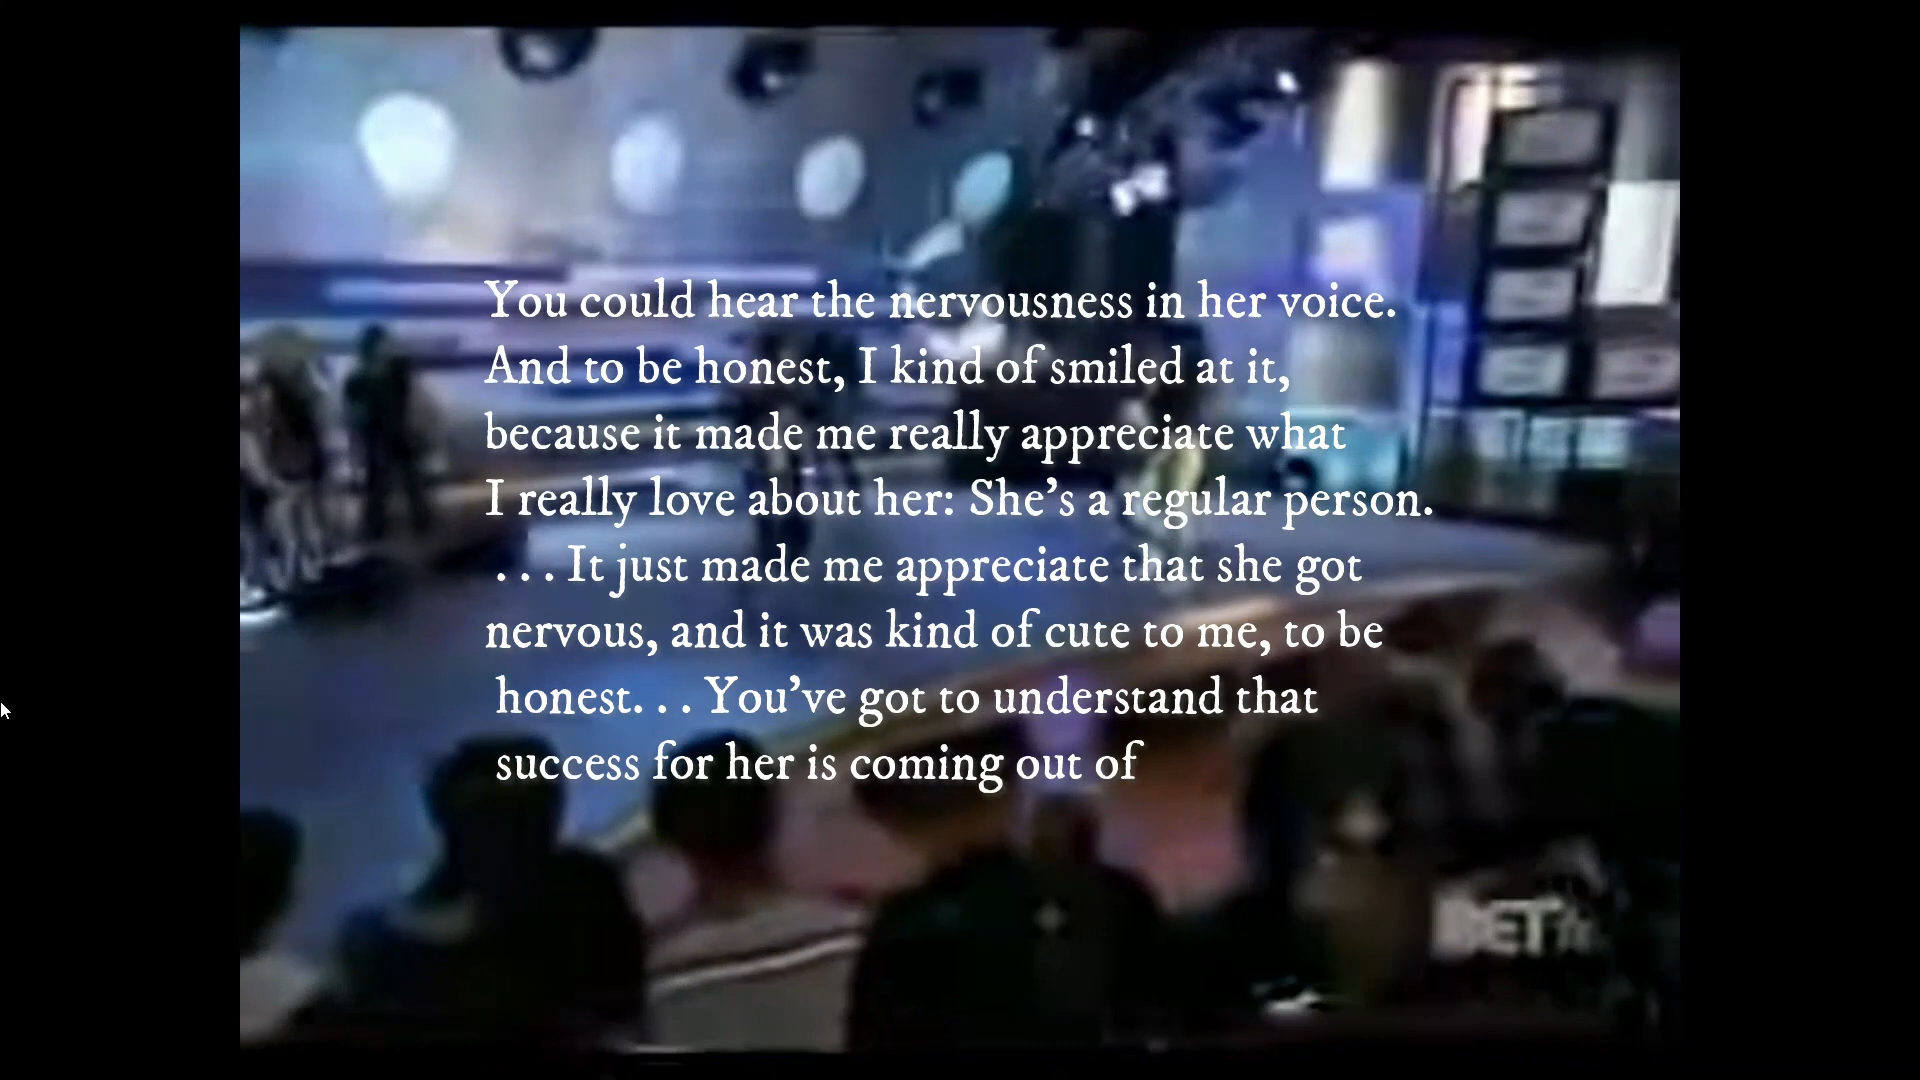 You could hear the nervousness in her voice.
And to be honest, I kind of smiled at it,
because it made me really appreciate what
I really love about her: She’s a regular person.
. . . It just made me appreciate that she got
nervous, and it was kind of cute to me, to be
honest. . . You’ve got to understand that
success for her is coming out of
BET